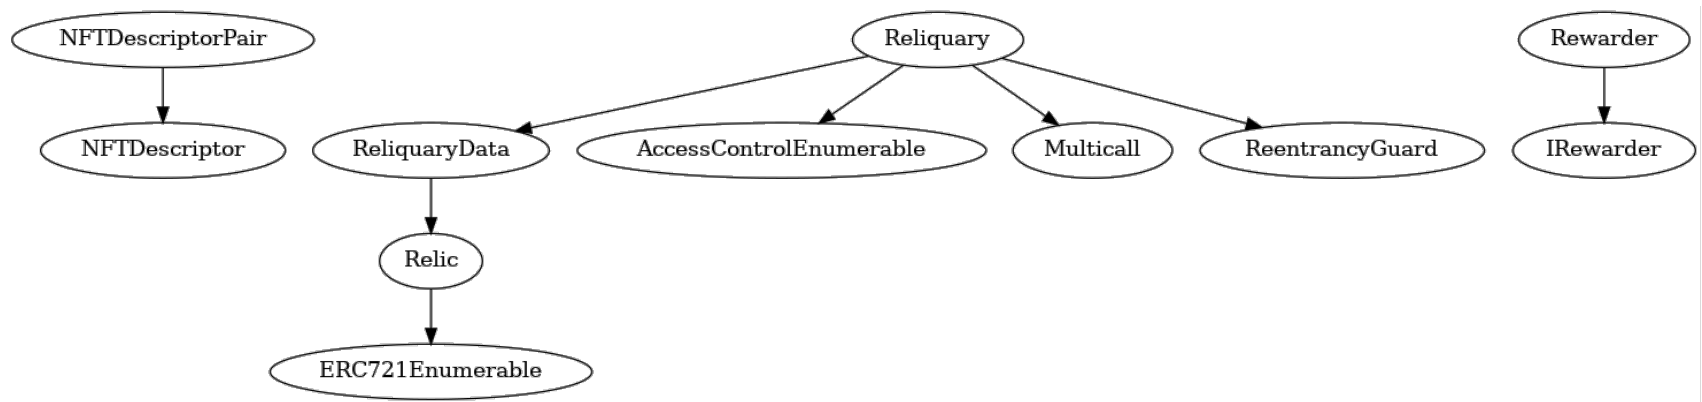 NFTDescriptorPair
Reliquary
Rewarder
NFTDescriptor
ReliquaryData
AccessControlEnumerable
Multicall
ReentrancyGuard
IRewarder
Relic
ERC721Enumerable